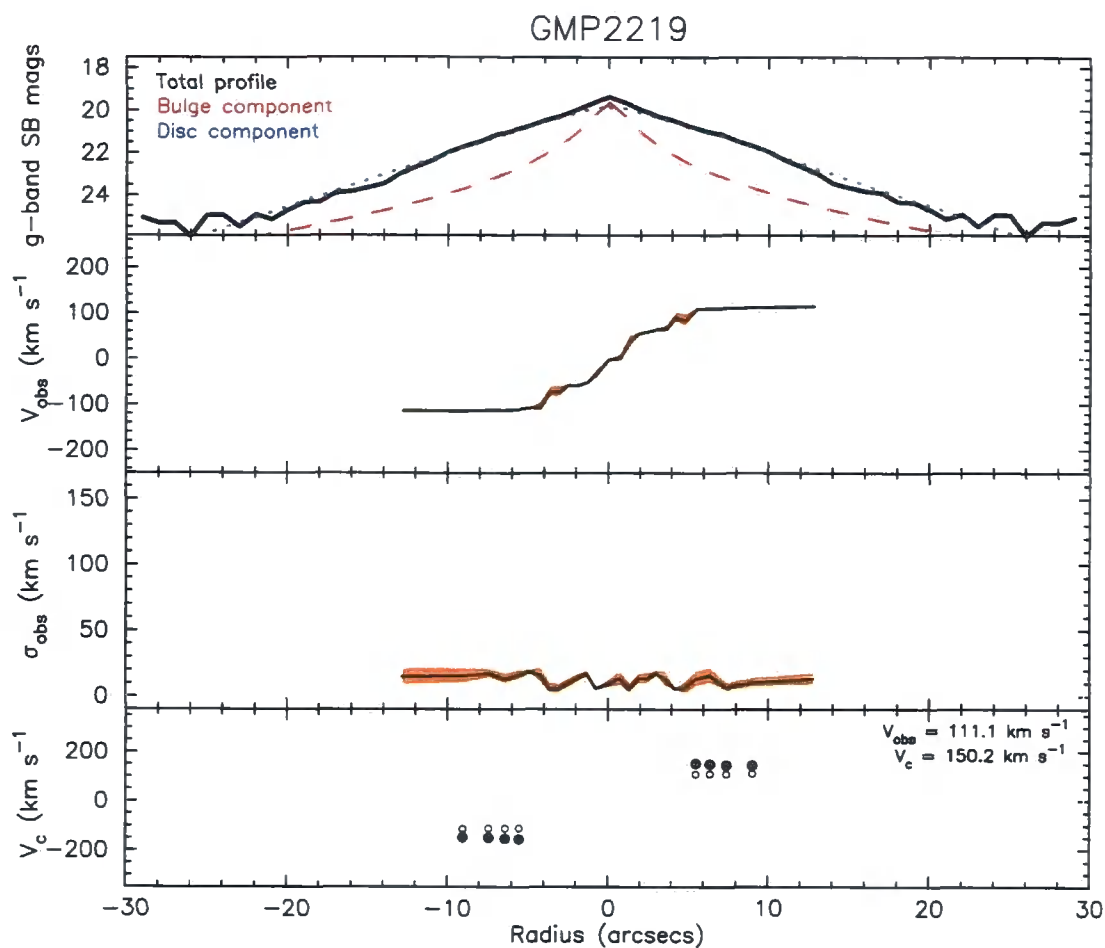 GMP2219
g-band SB mags
18
20
22
24
Total profile
Bulge component
Disc component
V_obs (km s⁻¹)
200
100
0
−100
−200
σ_obs (km s⁻¹)
150
100
50
0
V_c (km s⁻¹)
200
0
−200
V_obs = 111.1 km s⁻¹
V_c = 150.2 km s⁻¹
−30 −20 −10 0 10 20 30
Radius (arcsecs)